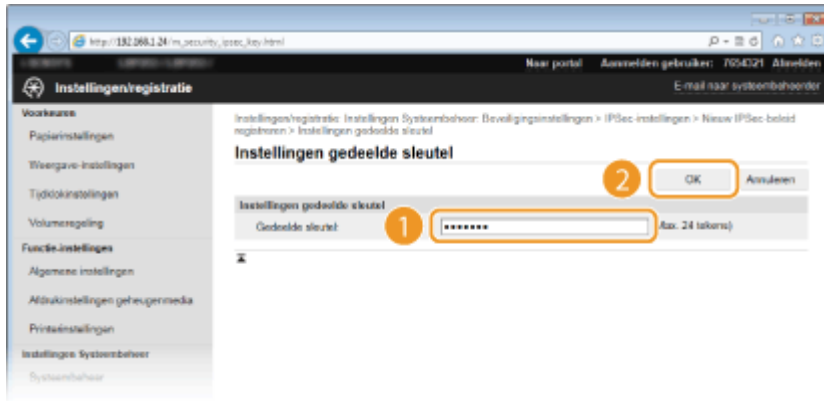 http://192.168.1.24/m_security_ipsec_key.html
Naar portal Aanmelden gebruiker: 7654321 Afmelden
Instellingen/registratie
E-mail naar systeembeheerder
Voorkeuren
Papierinstellingen
Weergave-instellingen
Tijdklokinstellingen
Volumeregeling
Functie-instellingen
Algemene instellingen
Afdrukinstellingen geheugenmedia
Printerinstellingen
Instellingen Systeembeheer
Systeembeheer
Instellingen/registratie: Instellingen Systeembeheer: Beveiligingsinstellingen > IPSec-instellingen > Nieuw IPSec-beleid
registreren > Instellingen gedeelde sleutel
Instellingen gedeelde sleutel
2
OK Annuleren
Instellingen gedeelde sleutel
Gedeelde sleutel: 1 ••••••• Max. 24 tekens)